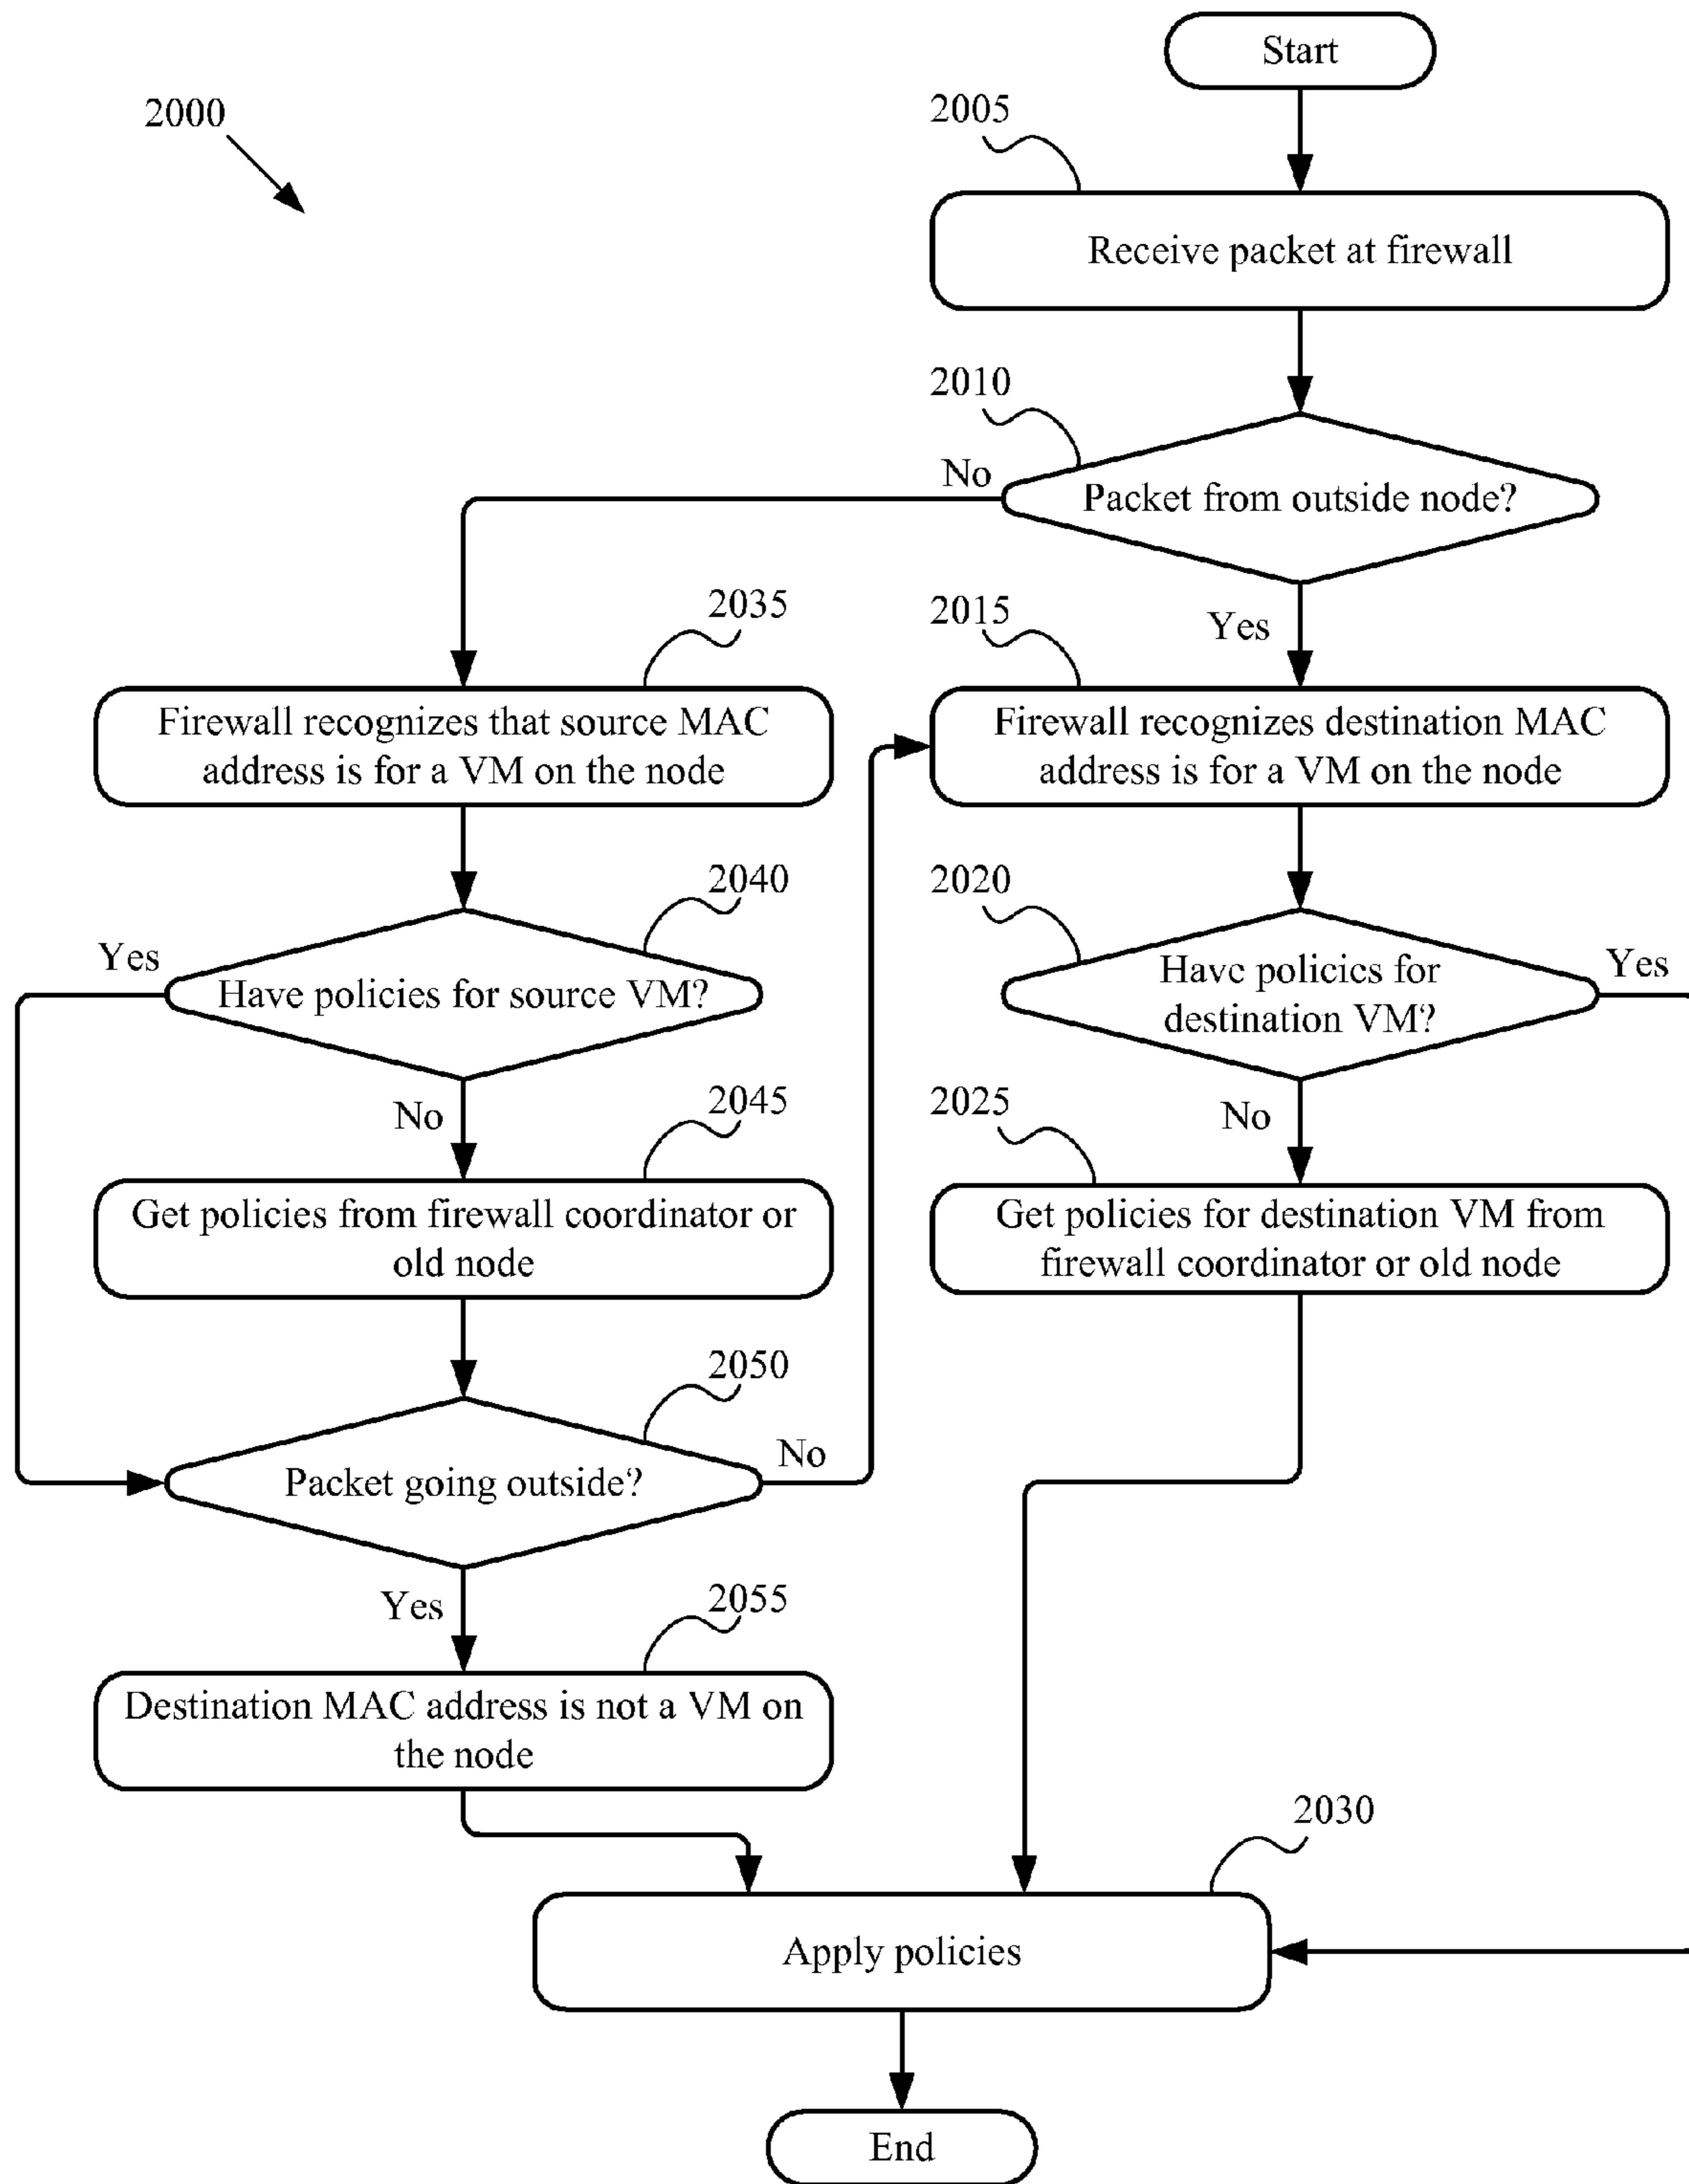 Start
2000
2005
Receive packet at firewall
2010
No
Packet from outside node?
2035
2015
Yes
Firewall recognizes that source MAC
address is for a VM on the node
Firewall recognizes destination MAC
address is for a VM on the node
2040
2020
Yes
Have policies for source VM?
Have policies for
destination VM?
Yes
No
2045
2025
No
Get policies from firewall coordinator or
old node
Get policies for destination VM from
firewall coordinator or old node
2050
Packet going outside?
No
Yes
2055
Destination MAC address is not a VM on
the node
2030
Apply policies
End